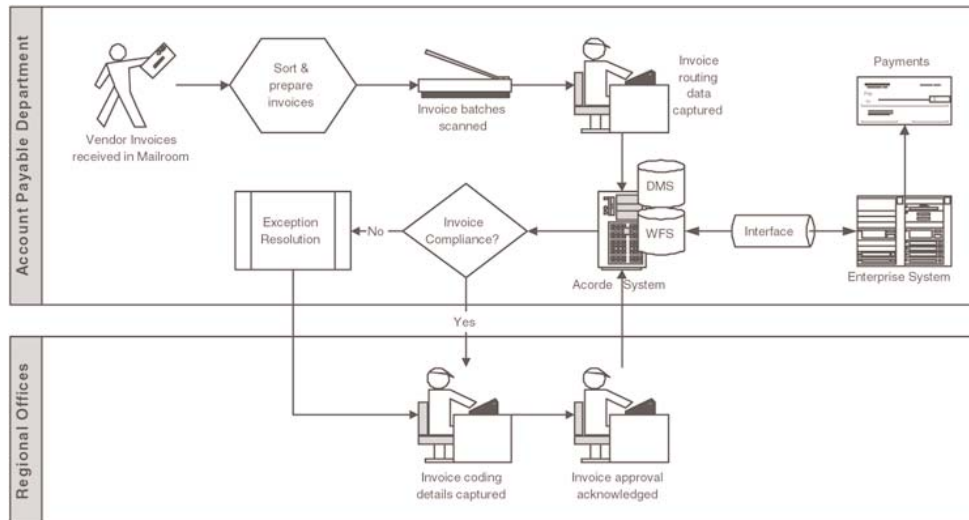 Account Payable Department
Vendor Invoices
received in Mailroom
Sort &
prepare
invoices
Invoice batches
scanned
Invoice
routing
data
captured
Payments
Exception
Resolution
No
Invoice
Compliance?
Yes
DMS
WFS
Acorde System
Interface
Enterprise System
Regional Offices
Invoice coding
details captured
Invoice approval
acknowledged